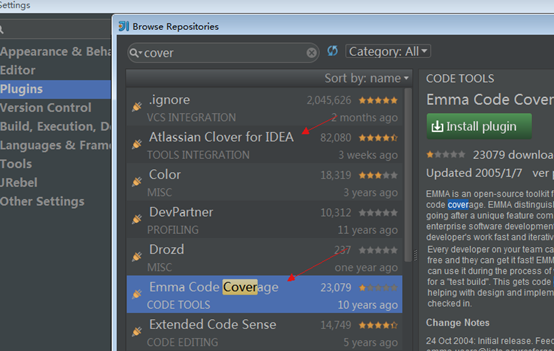 Settings
Browse Repositories
cover
Category: All
Appearance & Beha
Editor
Plugins
Version Control
Build, Execution, D
Languages & Frame
Tools
JRebel
Other Settings
Sort by: name
.ignore 2,045,626
VCS INTEGRATION 2 months ago
Atlassian Clover for IDEA 82,080
TOOLS INTEGRATION 3 weeks ago
Color 18,319
MISC 3 years ago
DevPartner 10,312
PROFILING 11 years ago
Drozd 237
MISC one year ago
Emma Code Coverage 23,079
CODE TOOLS 10 years ago
Extended Code Sense 14,749
CODE EDITING 5 years ago
CODE TOOLS
Emma Code Cover
Install plugin
23079 downloa
Updated 2005/1/7 ver
EMMA is an open-source toolkit f
code coverage. EMMA distinguis
going after a unique feature com
enterprise software development
developer's work fast and iterativ
Every developer on your team ca
free and they can get it fast! EMM
can use it during the process of
for a "test build". This gets code
helping with design and implem
checked in.
Change Notes
24 Oct 2004: Initial release. Feed